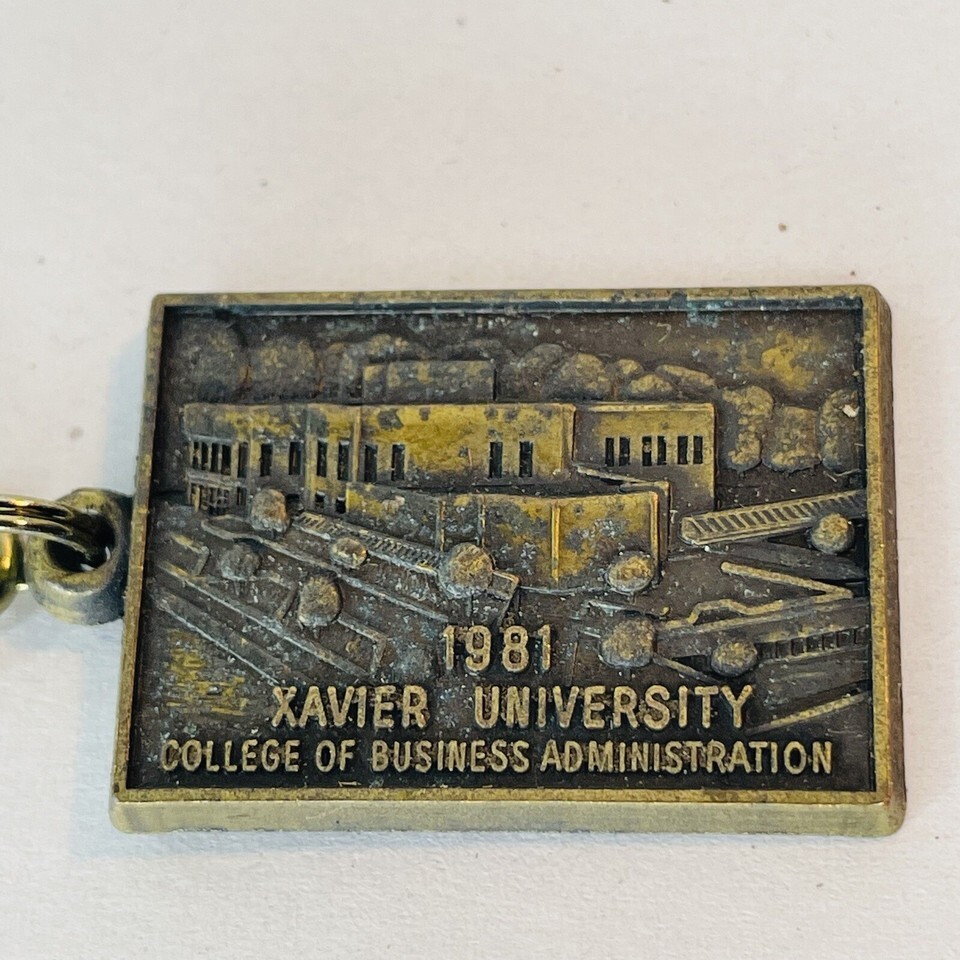 1981
XAVIER UNIVERSITY
COLLEGE OF BUSINESS ADMINISTRATION